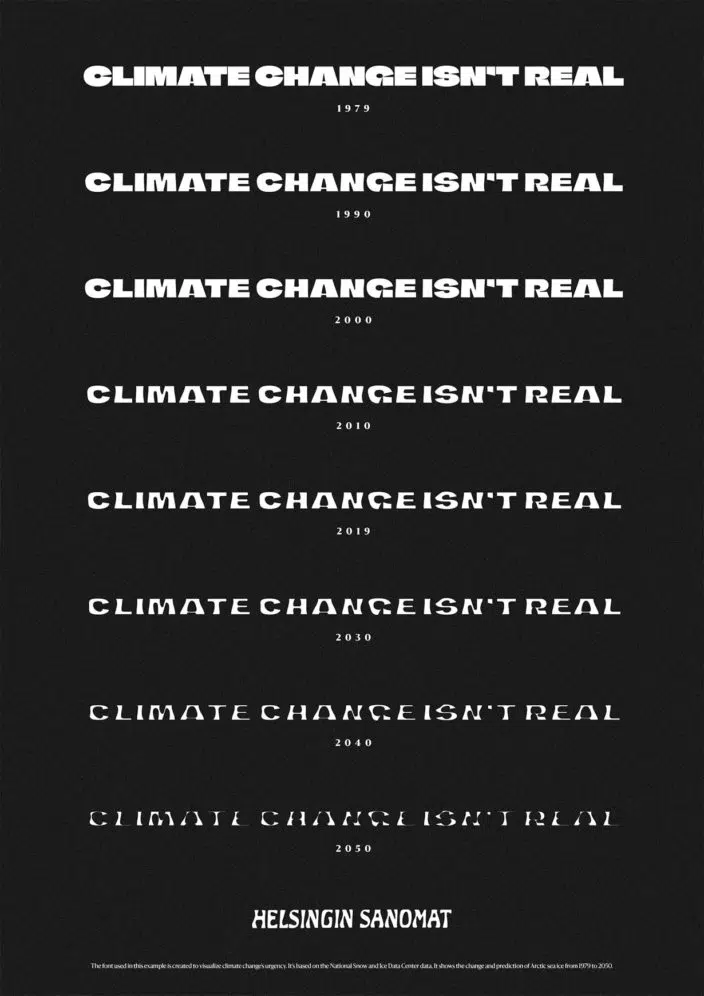 CLIMATE CHANGE ISN'T REAL
1979
CLIMATE CHANGE ISN'T REAL
1990
CLIMATE CHANGE ISN'T REAL
2000
CLIMATE CHANGE ISN'T REAL
2010
CLIMATE CHANGE ISN'T REAL
2019
CLIMATE CHANGE ISN'T REAL
2030
CLIMATE CHANGE ISN'T REAL
2040
CLIMATE CHANGE ISN'T REAL
2050
HELSINGIN SANOMAT
The font used in this example is created to visualize climate change's urgency. It's based on the National Snow and Ice Data Center data. It shows the change and prediction of Arctic sea ice from 1979 to 2050.